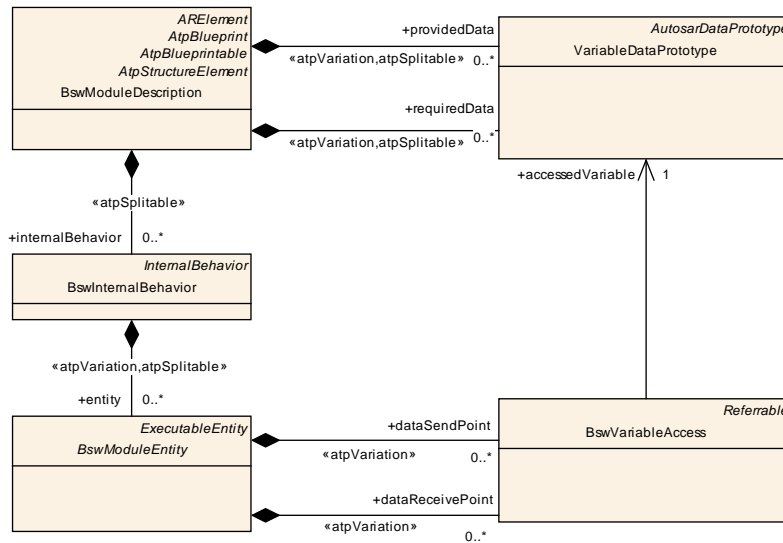 ARElement
AtpBlueprint
AtpBlueprintable
AtpStructureElement
BswModuleDescription
+providedData
«atpVariation,atpSplitable»
0..*
+requiredData
«atpVariation,atpSplitable»
0..*
AutosarDataPrototype
VariableDataPrototype
«atpSplitable»
+internalBehavior
0..*
+accessedVariable
1
InternalBehavior
BswInternalBehavior
«atpVariation,atpSplitable»
+entity
0..*
ExecutableEntity
BswModuleEntity
+dataSendPoint
«atpVariation»
0..*
+dataReceivePoint
«atpVariation»
0..*
Referrable
BswVariableAccess